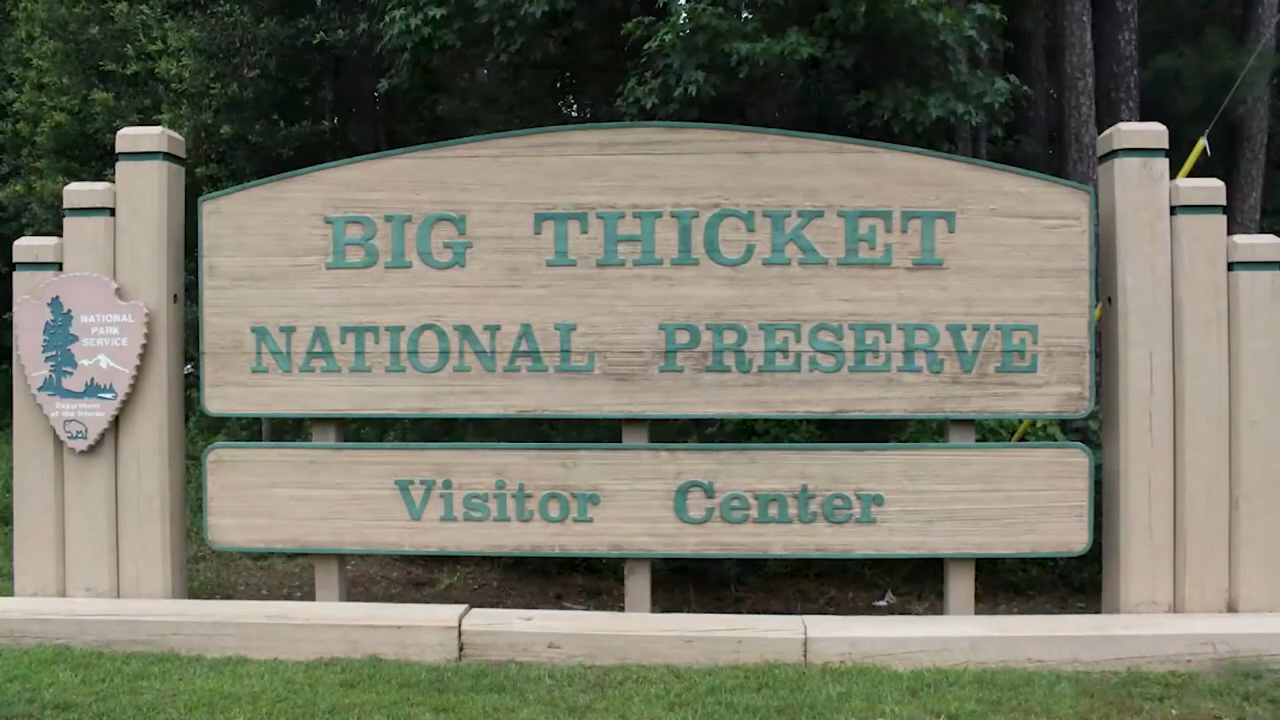 BIG THICKET
NATIONAL PRESERVE
Visitor Center
NATIONAL
PARK
SERVICE
Department
of the Interior